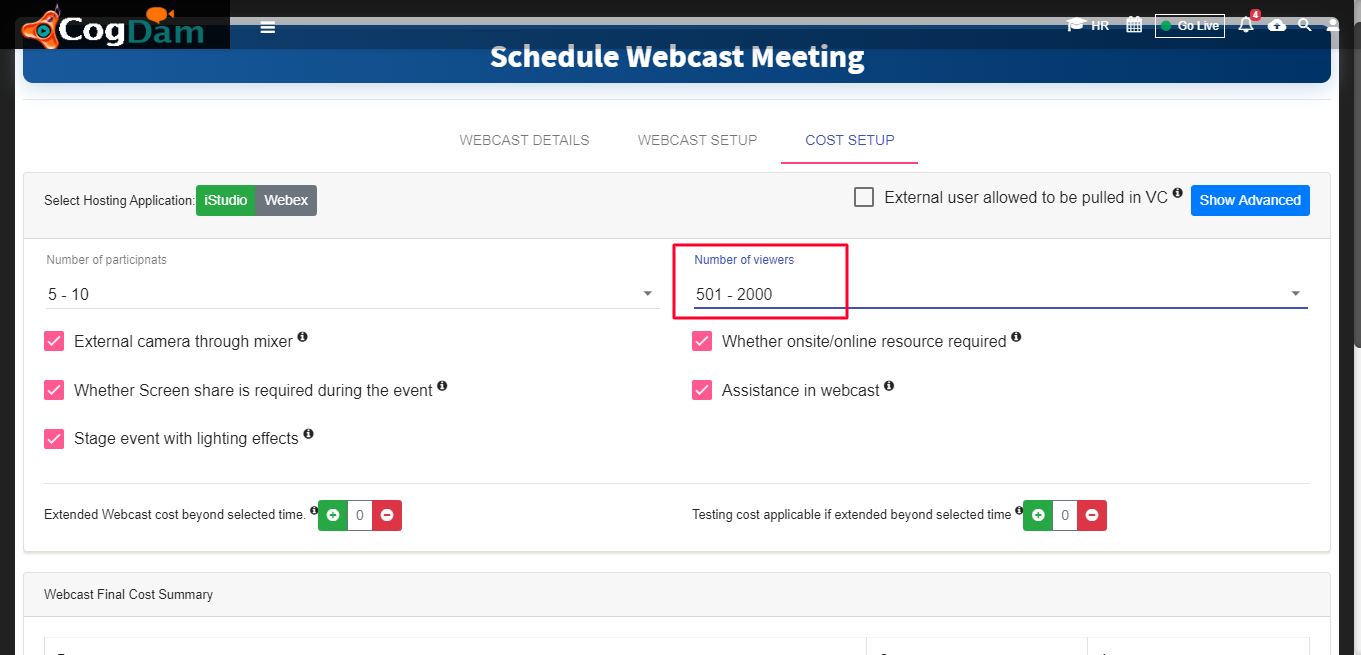 CogDam
HR
Go Live
4
Schedule Webcast Meeting
WEBCAST DETAILS WEBCAST SETUP COST SETUP
Select Hosting Application: iStudio Webex
External user allowed to be pulled in VC
Show Advanced
Number of participnats
5 - 10
Number of viewers
501 - 2000
External camera through mixer
Whether onsite/online resource required
Whether Screen share is required during the event
Assistance in webcast
Stage event with lighting effects
Extended Webcast cost beyond selected time. 0
Testing cost applicable if extended beyond selected time 0
Webcast Final Cost Summary